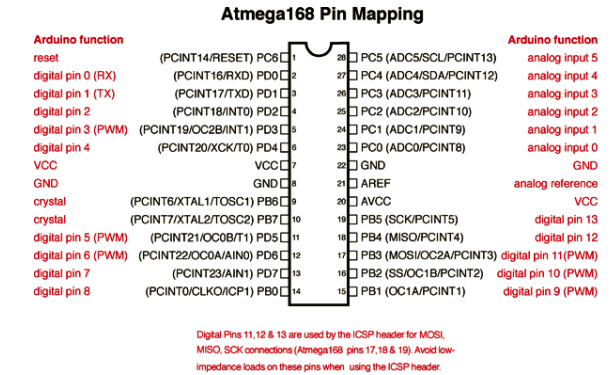 Atmega168 Pin Mapping
Arduino function Arduino function
reset (PCINT14/RESET) PC6 1 28 PC5 (ADC5/SCL/PCINT13) analog input 5
digital pin 0 (RX) (PCINT16/RXD) PD0 2 27 PC4 (ADC4/SDA/PCINT12) analog input 4
digital pin 1 (TX) (PCINT17/TXD) PD1 3 26 PC3 (ADC3/PCINT11) analog input 3
digital pin 2 (PCINT18/INT0) PD2 4 25 PC2 (ADC2/PCINT10) analog input 2
digital pin 3 (PWM) (PCINT19/OC2B/INT1) PD3 5 24 PC1 (ADC1/PCINT9) analog input 1
digital pin 4 (PCINT20/XCK/T0) PD4 6 23 PC0 (ADC0/PCINT8) analog input 0
VCC VCC 7 22 GND GND
GND GND 8 21 AREF analog reference
crystal (PCINT6/XTAL1/TOSC1) PB6 9 20 AVCC VCC
crystal (PCINT7/XTAL2/TOSC2) PB7 10 19 PB5 (SCK/PCINT5) digital pin 13
digital pin 5 (PWM) (PCINT21/OC0B/T1) PD5 11 18 PB4 (MISO/PCINT4) digital pin 12
digital pin 6 (PWM) (PCINT22/OC0A/AIN0) PD6 12 17 PB3 (MOSI/OC2A/PCINT3) digital pin 11(PWM)
digital pin 7 (PCINT23/AIN1) PD7 13 16 PB2 (SS/OC1B/PCINT2) digital pin 10 (PWM)
digital pin 8 (PCINT0/CLKO/ICP1) PB0 14 15 PB1 (OC1A/PCINT1) digital pin 9 (PWM)
Digital Pins 11,12 & 13 are used by the ICSP header for MOSI,
MISO, SCK connections (Atmega168 pins 17,18 & 19). Avoid low-
impedance loads on these pins when using the ICSP header.